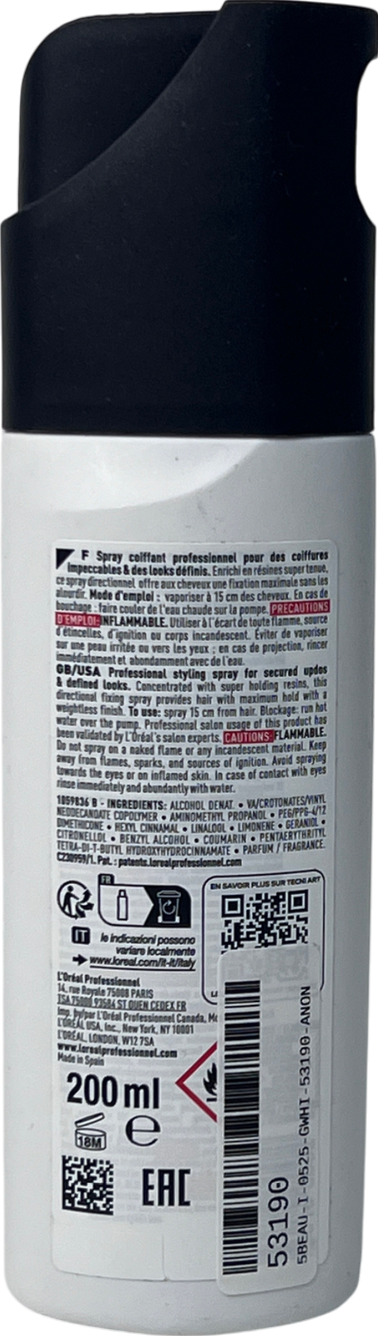 F Spray coiffant professionnel pour des coiffures
impeccables & des looks définis. Enrichi en résines super tenue,
ce spray directionnel offre aux cheveux une fixation maximale sans les
alourdir. Mode d'emploi : vaporiser à 15 cm des cheveux. En cas de
bouchage : faire couler de l'eau chaude sur la pompe. PRECAUTIONS
D'EMPLOI: INFLAMMABLE. Utiliser à l'écart de toute flamme, source
d'étincelles, d'ignition ou corps incandescent. Éviter de vaporiser
sur une peau irritée ou vers les yeux ; en cas de projection, rincer
immédiatement et abondamment avec de l'eau.
GB/USA Professional styling spray for secured updos
& defined looks. Concentrated with super holding resins, this
directional fixing spray provides hair with maximum hold with a
weightless finish. To use: spray 15 cm from hair. Blockage: run hot
water over the pump. Professional salon usage of this product has
been validated by L'Oréal's salon experts. CAUTIONS: FLAMMABLE.
Do not spray on a naked flame or any incandescent material. Keep
away from flames, sparks, and sources of ignition. Avoid spraying
towards the eyes or on inflamed skin. In case of contact with eyes
rinse immediately and abundantly with water.
1059836 B - INGREDIENTS: ALCOHOL DENAT. • VA/CROTONATES/VINYL
NEODECANOATE COPOLYMER • AMINOMETHYL PROPANOL • PEG/PPG-4/12
DIMETHICONE • HEXYL CINNAMAL • LINALOOL • LIMONENE • GERANIOL •
CITRONELLOL • BENZYL ALCOHOL • COUMARIN • PENTAERYTHRITYL
TETRA-DI-T-BUTYL HYDROXYHYDROCINNAMATE • PARFUM / FRAGRANCE.
C230959/1. Pat. : patents.lorealprofessionnel.com
FR
EN SAVOIR PLUS SUR TECNI ART
IT
le indicazioni possono
variare localmente
www.loreal.com/it-it/italy
L'Oréal Professionnel
14, rue Royale 75008 PARIS
TSA 75000 93584 ST OUEN CEDEX FR
Imp. by/par L'Oréal Professionnel Canada,
L'ORÉAL USA, Inc., New York, NY 10001
L'ORÉAL, LONDON, W12 7SA
www.lorealprofessionnel.com
Made in Spain
200 ml
18M
e
EAC
53190
5BEAU-I-0525-GWHI-53190-ANON